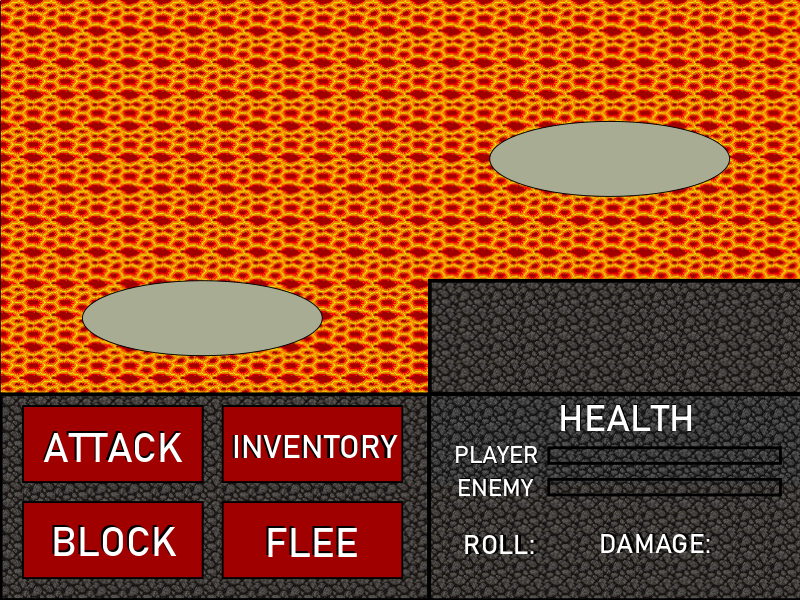 ATTACK
INVENTORY
BLOCK
FLEE
HEALTH
PLAYER
ENEMY
ROLL:
DAMAGE: